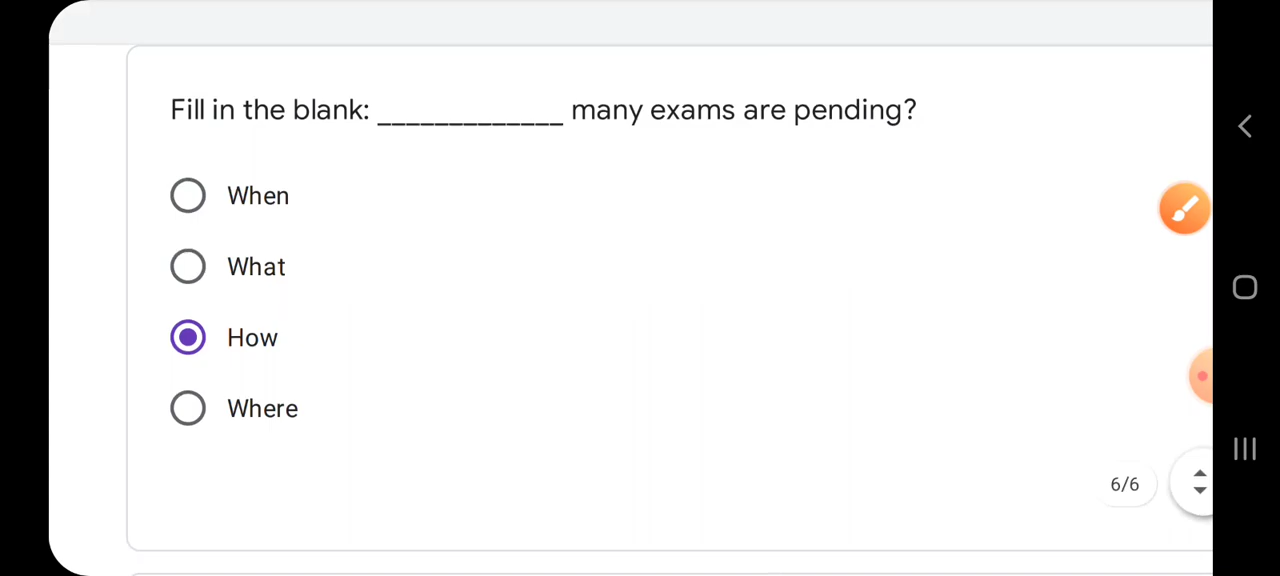 Fill in the blank: _____________ many exams are pending?
When
What
How
Where
6/6